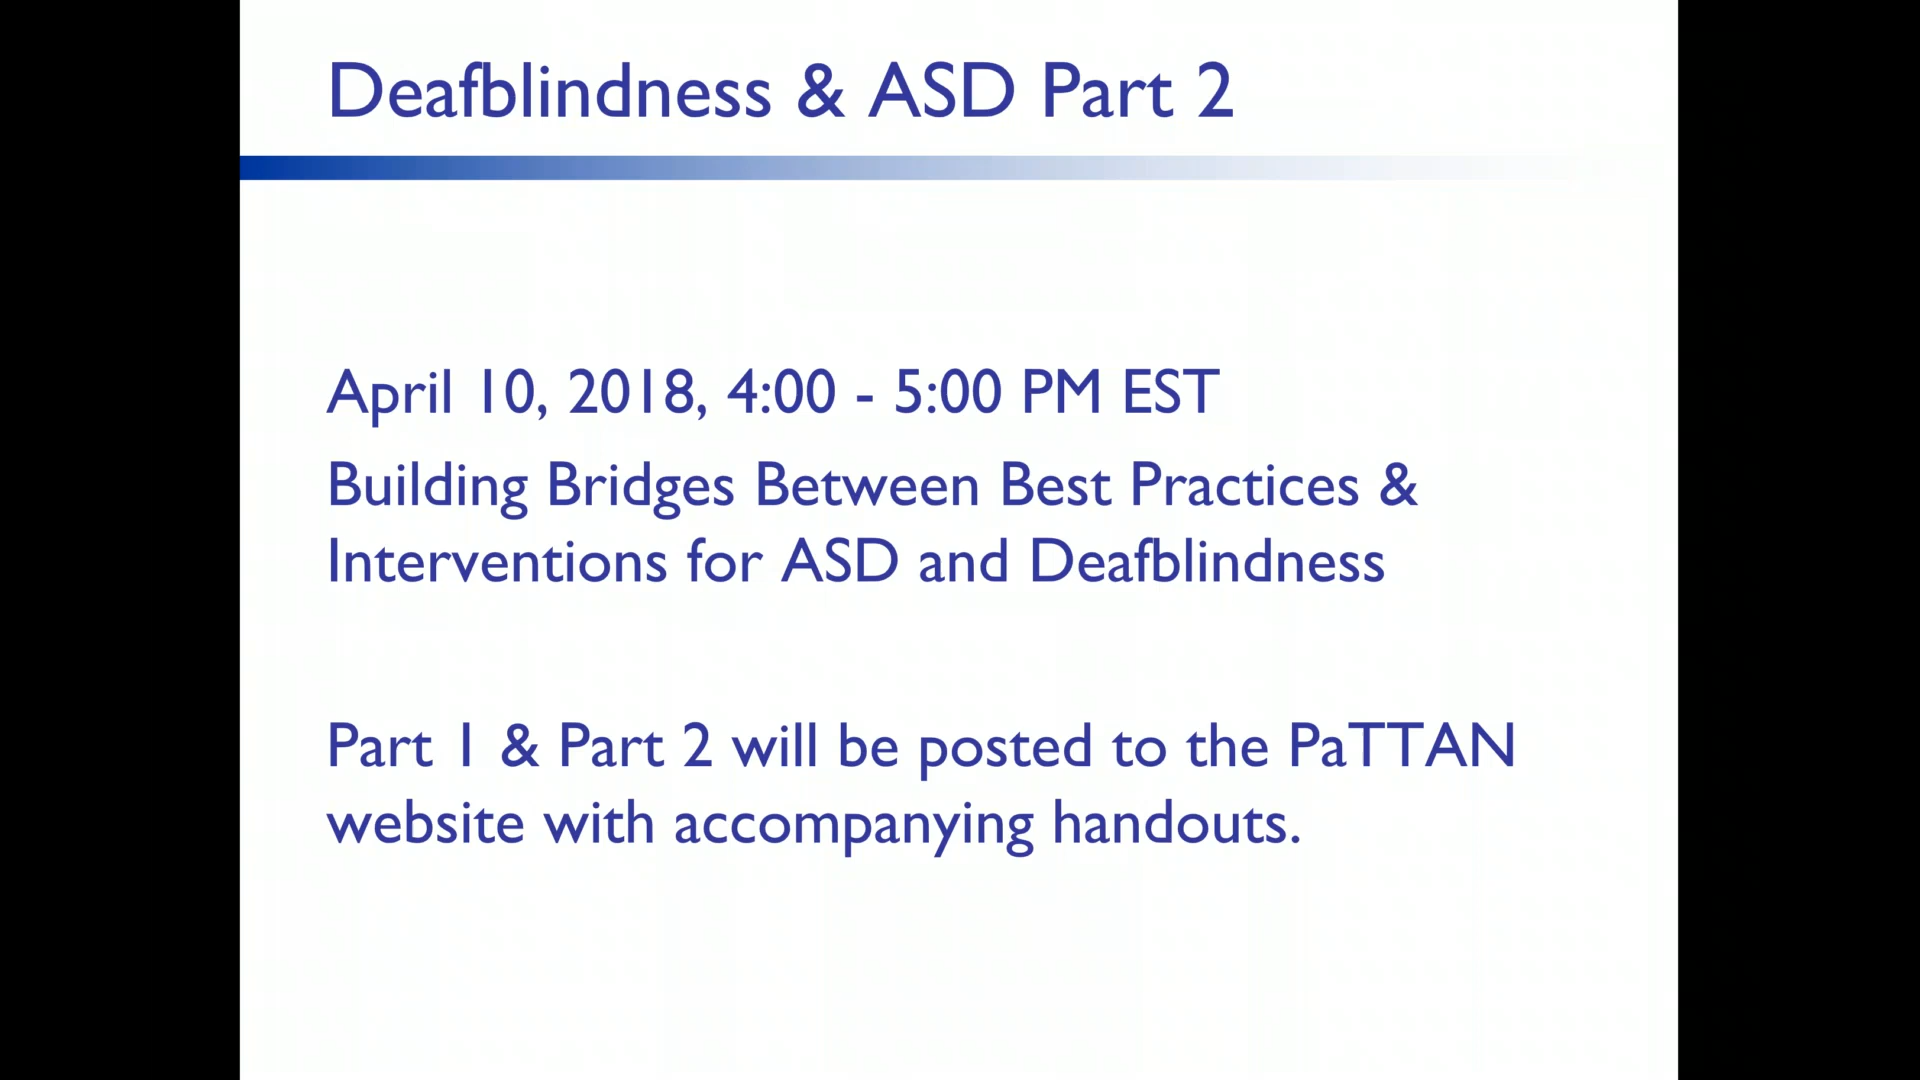 Deafblindness & ASD Part 2
April 10, 2018, 4:00 - 5:00 PM EST
Building Bridges Between Best Practices &
Interventions for ASD and Deafblindness
Part 1 & Part 2 will be posted to the PaTTAN
website with accompanying handouts.